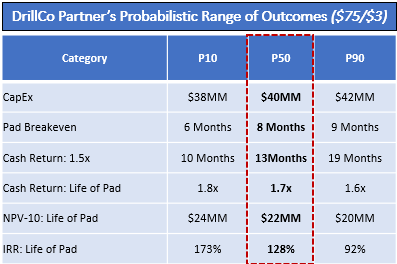 DrillCo Partner's Probabilistic Range of Outcomes ($75/$3)
Category P10 P50 P90
CapEx $38MM $40MM $42MM
Pad Breakeven 6 Months 8 Months 9 Months
Cash Return: 1.5x 10 Months 13Months 19 Months
Cash Return: Life of Pad 1.8x 1.7x 1.6x
NPV-10: Life of Pad $24MM $22MM $20MM
IRR: Life of Pad 173% 128% 92%